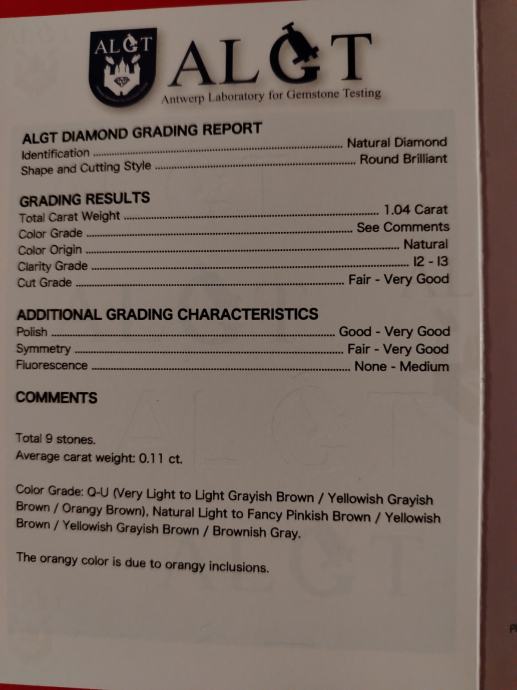 ALGT
ALGT
Antwerp Laboratory for Gemstone Testing
ALGT DIAMOND GRADING REPORT
Identification ........ Natural Diamond
Shape and Cutting Style ........ Round Brilliant
GRADING RESULTS
Total Carat Weight ........ 1.04 Carat
Color Grade ........ See Comments
Color Origin ........ Natural
Clarity Grade ........ I2 - I3
Cut Grade ........ Fair - Very Good
ADDITIONAL GRADING CHARACTERISTICS
Polish ........ Good - Very Good
Symmetry ........ Fair - Very Good
Fluorescence ........ None - Medium
COMMENTS
Total 9 stones.
Average carat weight: 0.11 ct.
Color Grade: Q-U (Very Light to Light Grayish Brown / Yellowish Grayish
Brown / Orangy Brown), Natural Light to Fancy Pinkish Brown / Yellowish
Brown / Yellowish Grayish Brown / Brownish Gray.
The orangy color is due to orangy inclusions.